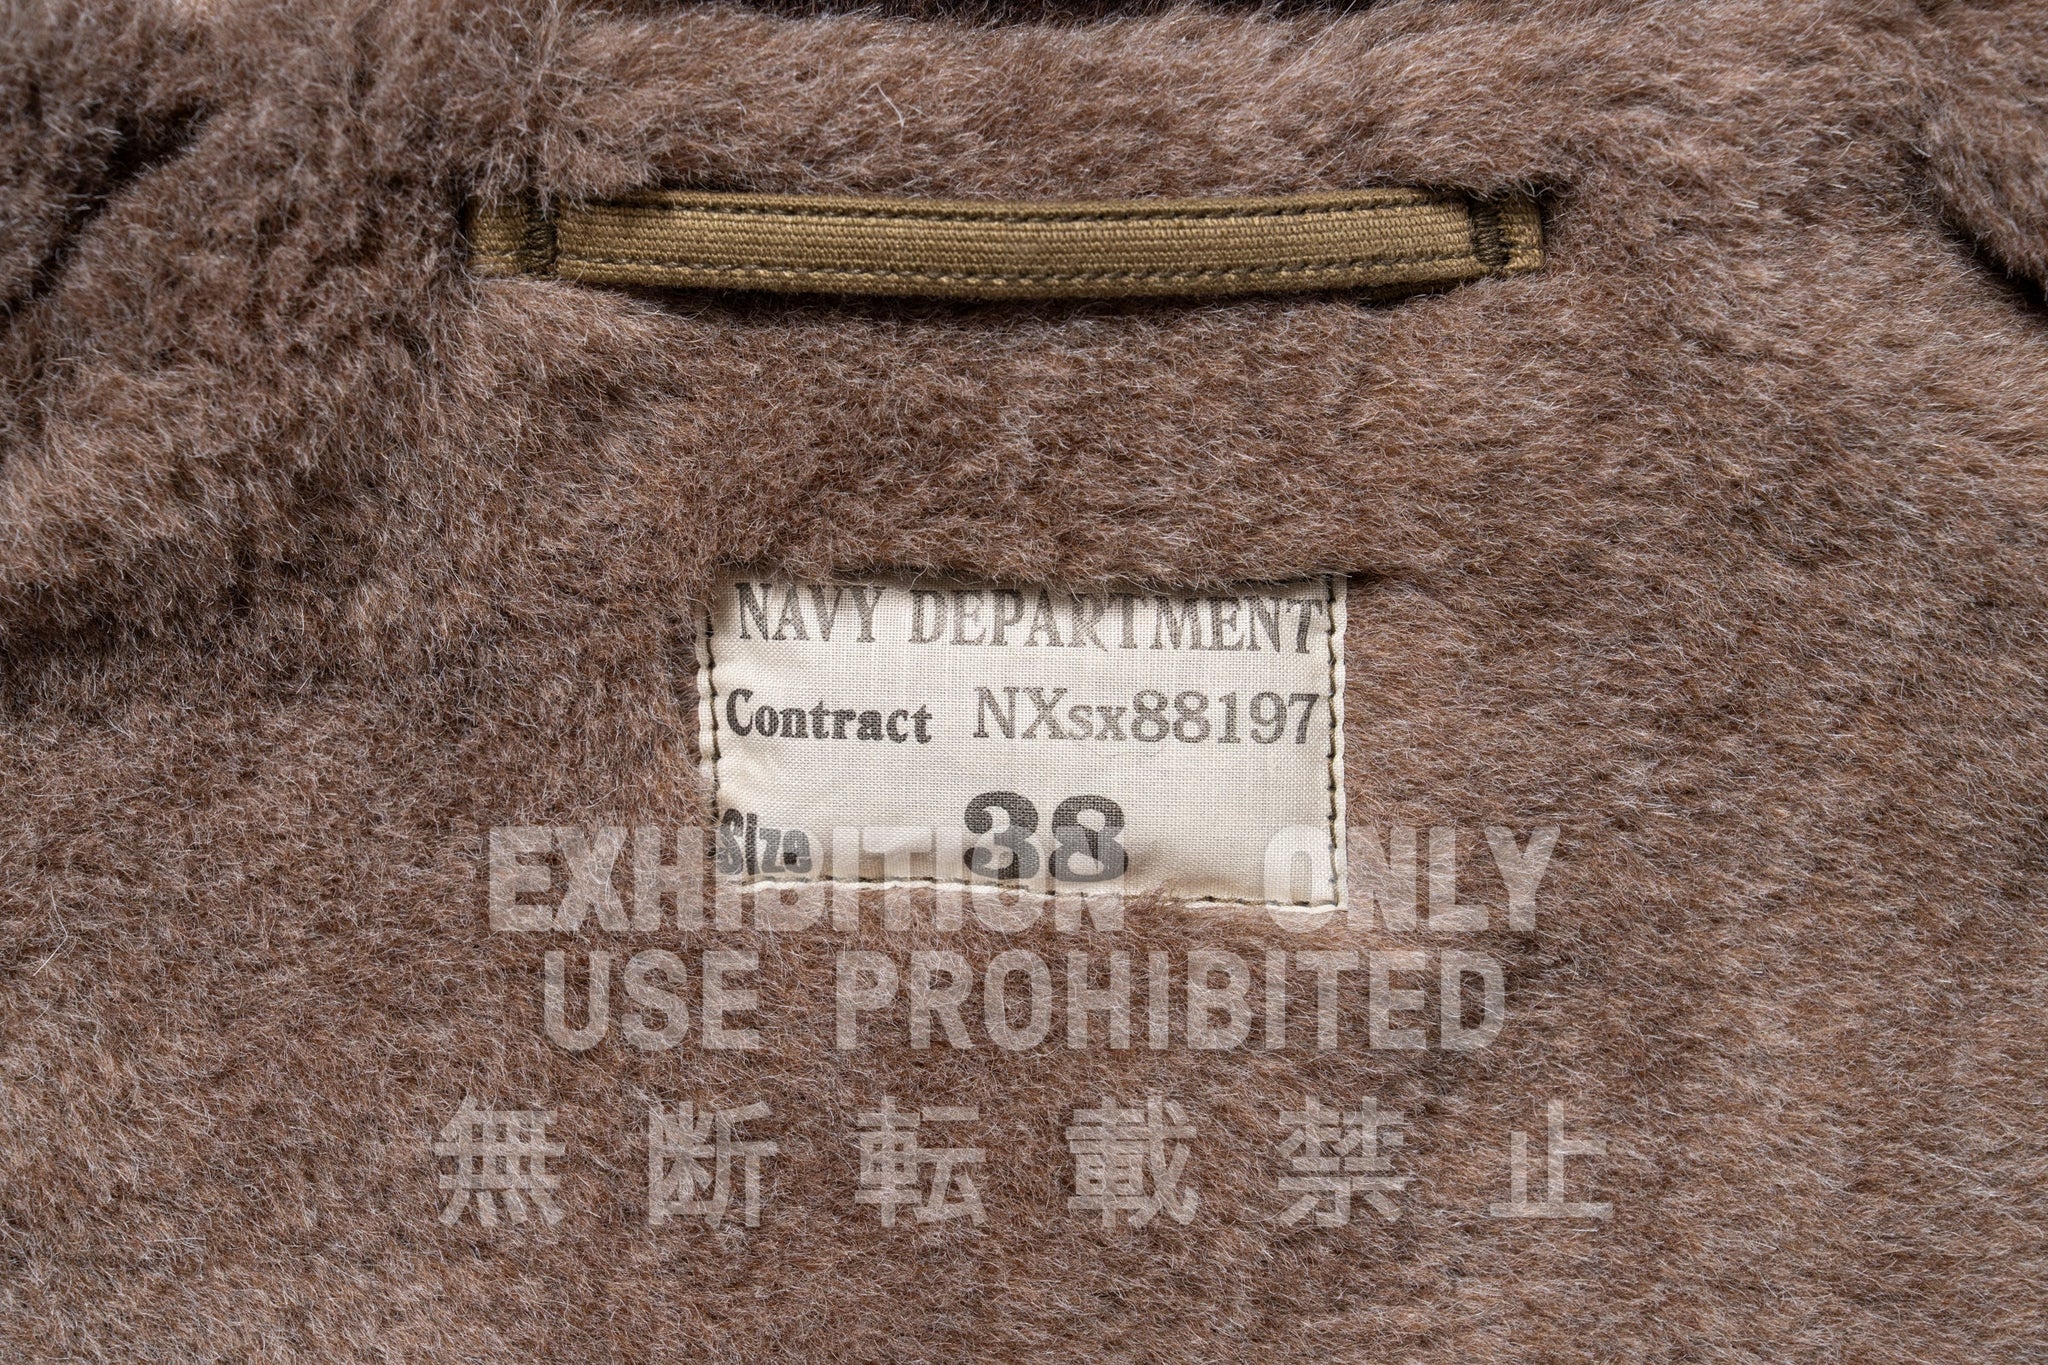 NAVY DEPARTMENT
Contract NXsx88197
Size 38
EXHIBITION ONLY
USE PROHIBITED
無断転載禁止